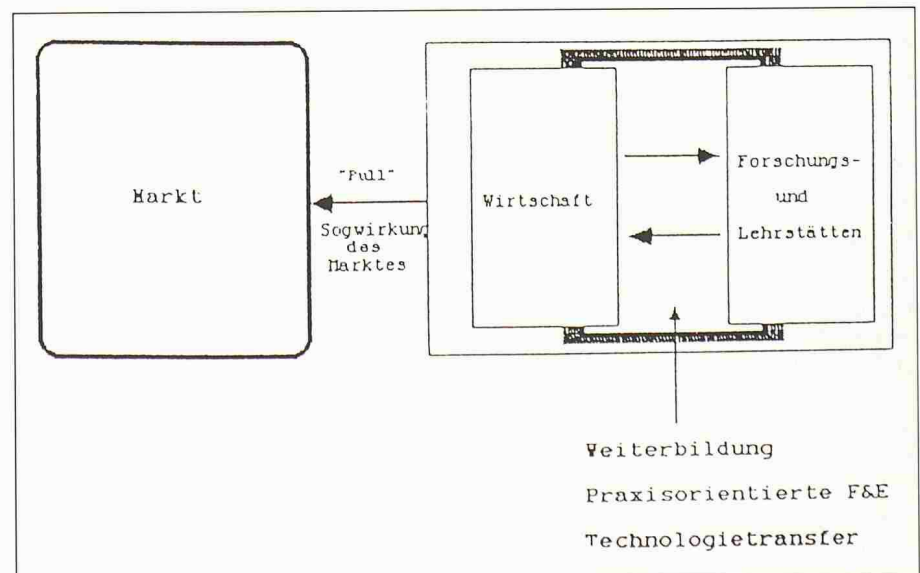 Markt
"Pull"
Sogwirkung
des
Marktes
Wirtschaft
Forschungs-
und
Lehrstätten
Weiterbildung
Praxisorientierte F&E
Technologietransfer